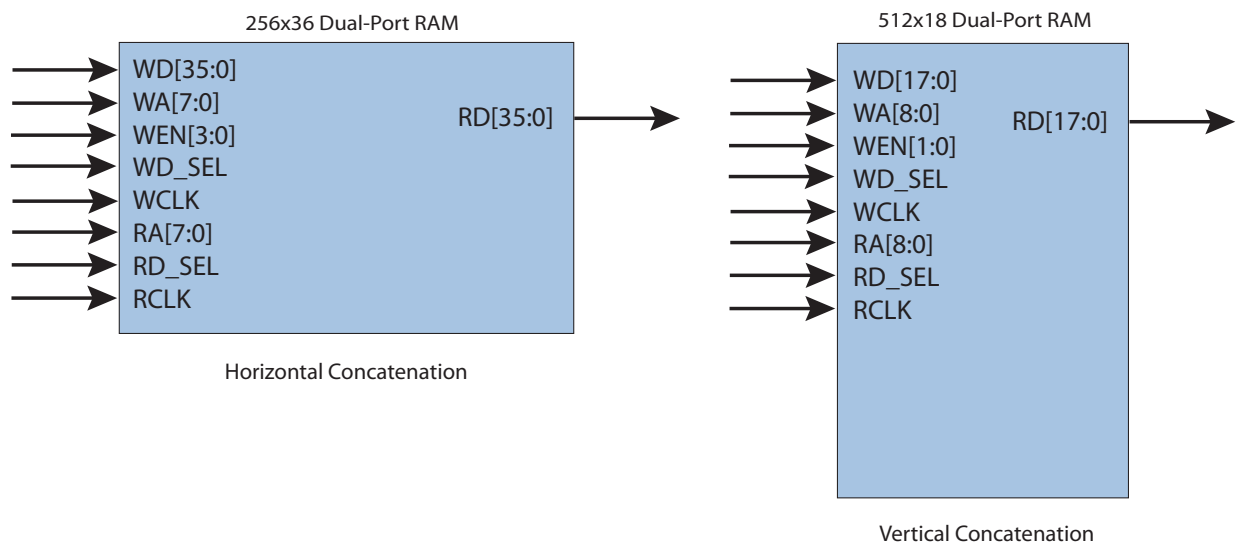 256x36 Dual-Port RAM
WD[35:0]
WA[7:0]
WEN[3:0]
WD_SEL
WCLK
RA[7:0]
RD_SEL
RCLK
RD[35:0]
Horizontal Concatenation
512x18 Dual-Port RAM
WD[17:0]
WA[8:0]
WEN[1:0]
WD_SEL
WCLK
RA[8:0]
RD_SEL
RCLK
RD[17:0]
Vertical Concatenation